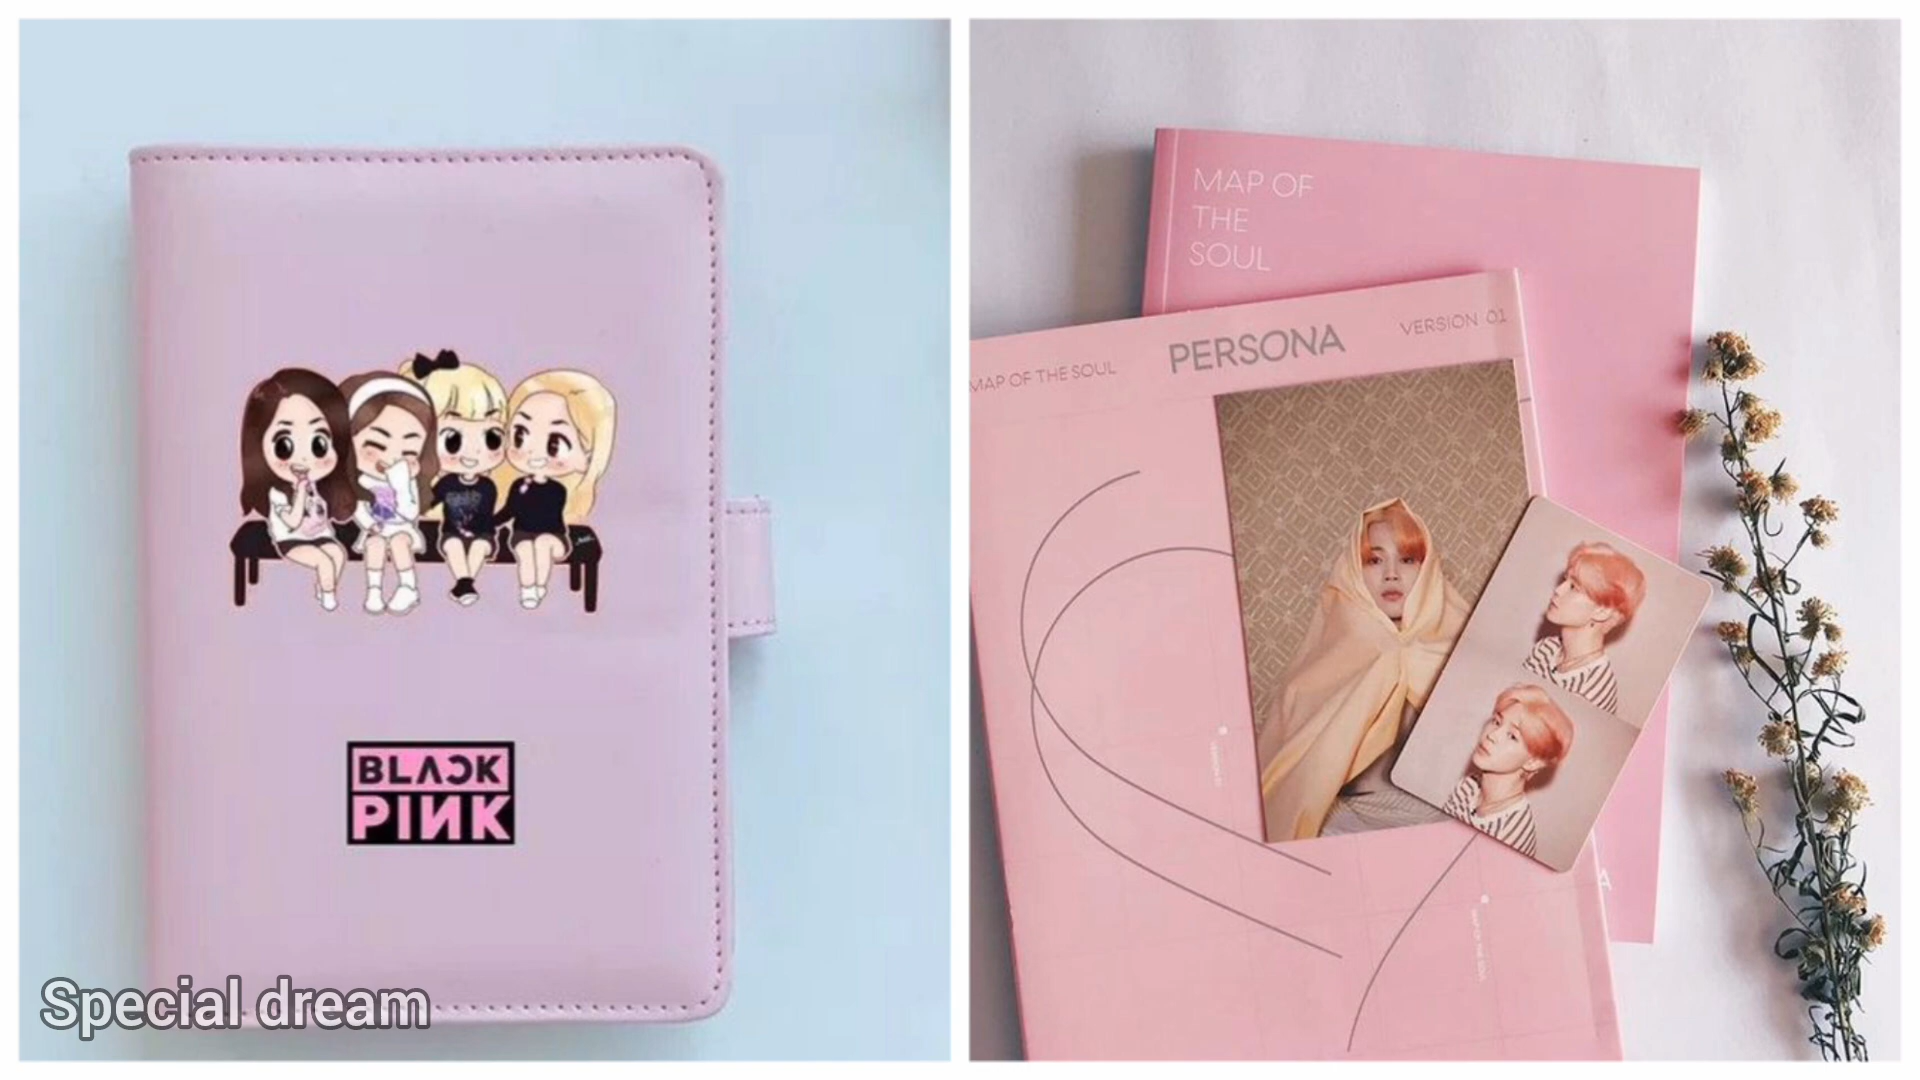 BLACK
PINK
Special dream
MAP OF
THE
SOUL
MAP OF THE SOUL
PERSONA
VERSION 01